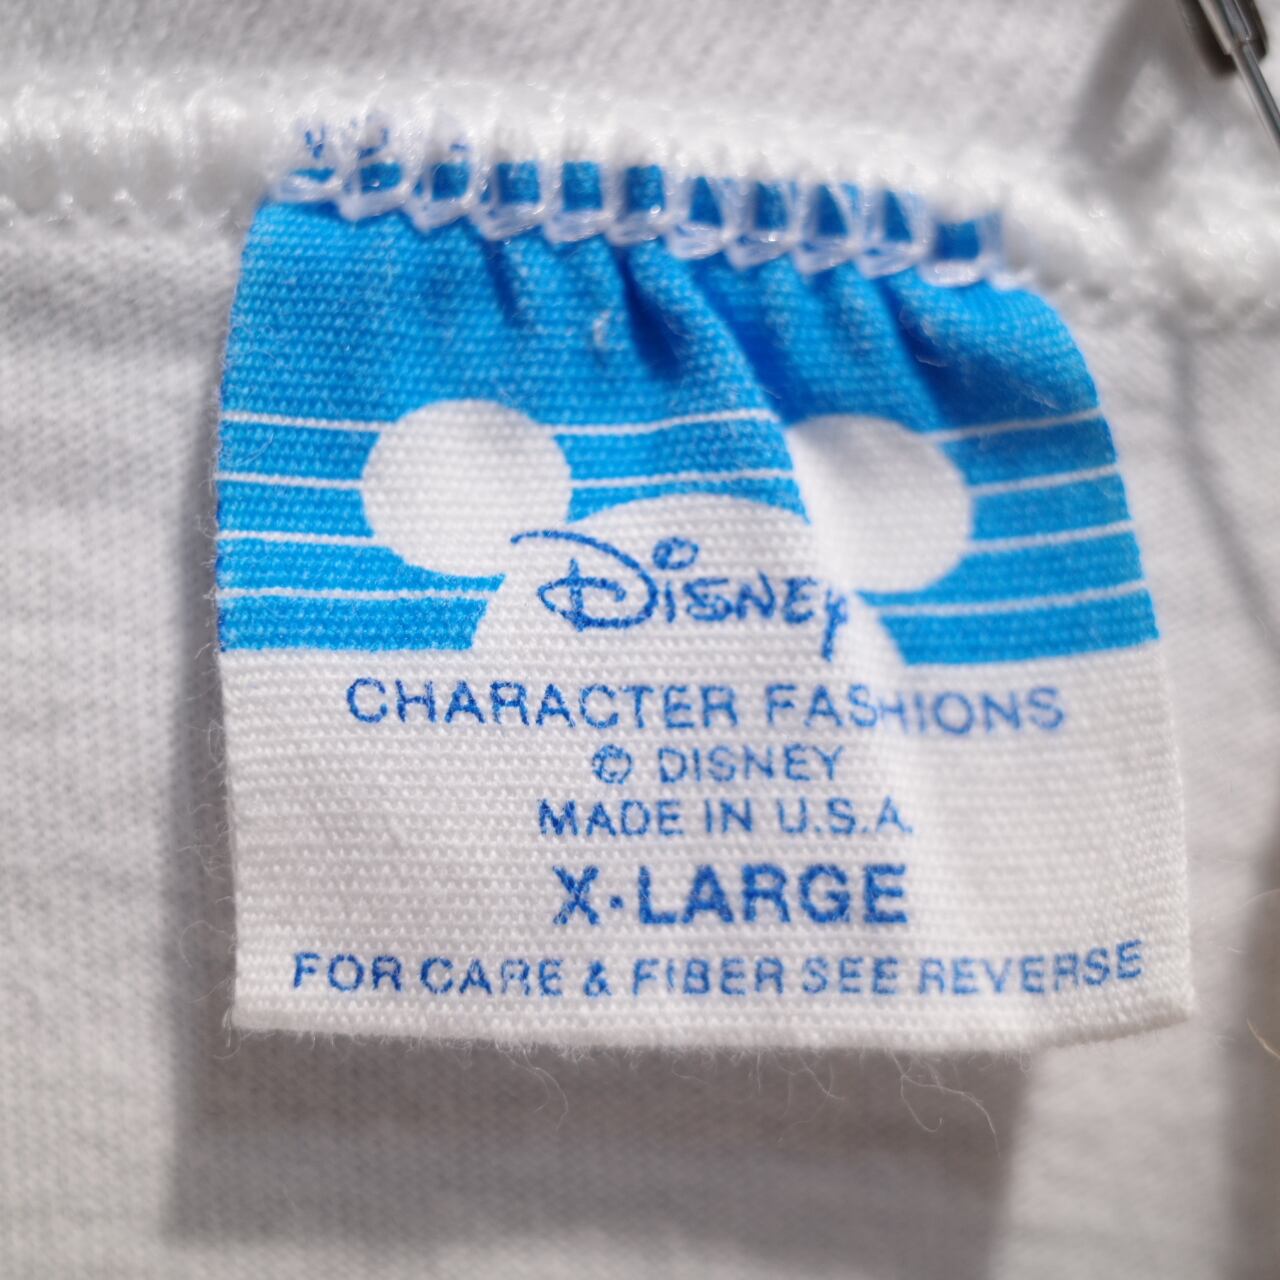 ©
Disney
CHARACTER FASHIONS
© DISNEY
MADE IN U.S.A.
X-LARGE
FOR CARE & FIBER SEE REVERSE